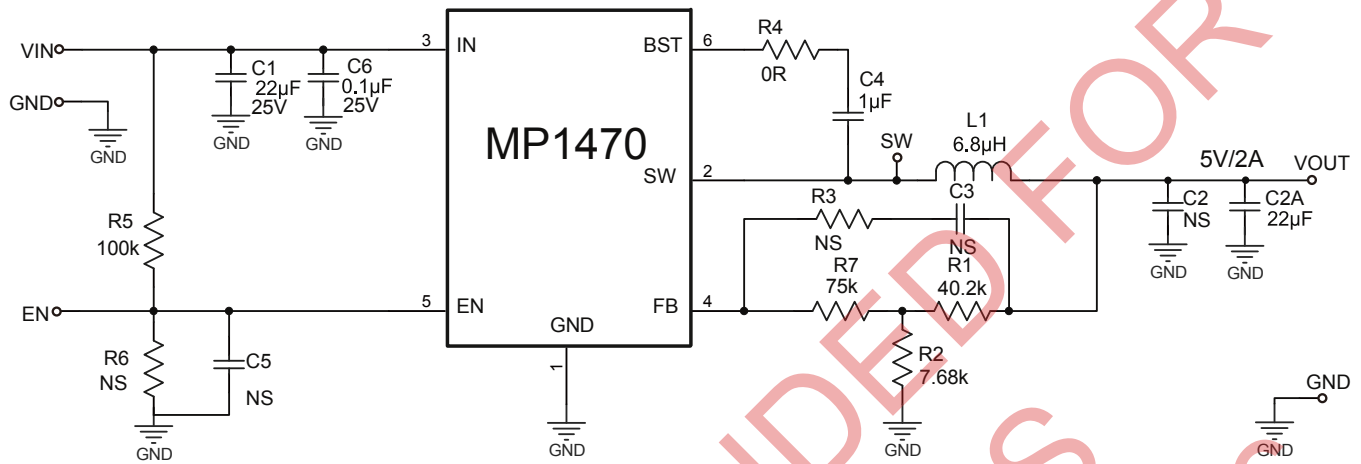 VIN
GND
GND
C1
22µF
25V
GND
C6
0.1µF
25V
GND
3
IN
BST
6
R4
0R
C4
1µF
MP1470
SW
2
SW
L1
6.8µH
5V/2A
VOUT
C2
NS
GND
C2A
22µF
GND
R5
100k
R3
NS
C3
NS
R7
75k
R1
40.2k
EN
5
EN
FB
4
GND
1
GND
R6
NS
C5
NS
GND
R2
7.68k
GND
GND
GND
NDED FOR
S